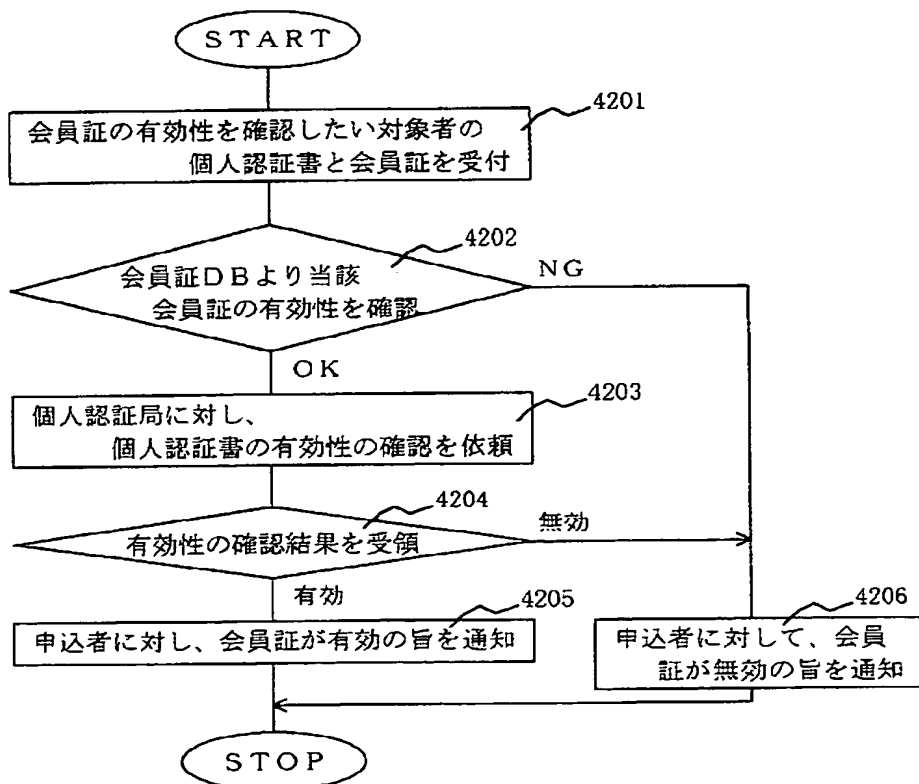 START
4201
会員証の有効性を確認したい対象者の
個人認証書と会員証を受付
4202
会員証DBより当該
会員証の有効性を確認
NG
OK
4203
個人認証局に対し、
個人認証書の有効性の確認を依頼
4204
有効性の確認結果を受領
無効
有効
4205
申込者に対し、会員証が有効の旨を通知
4206
申込者に対して、会員
証が無効の旨を通知
STOP